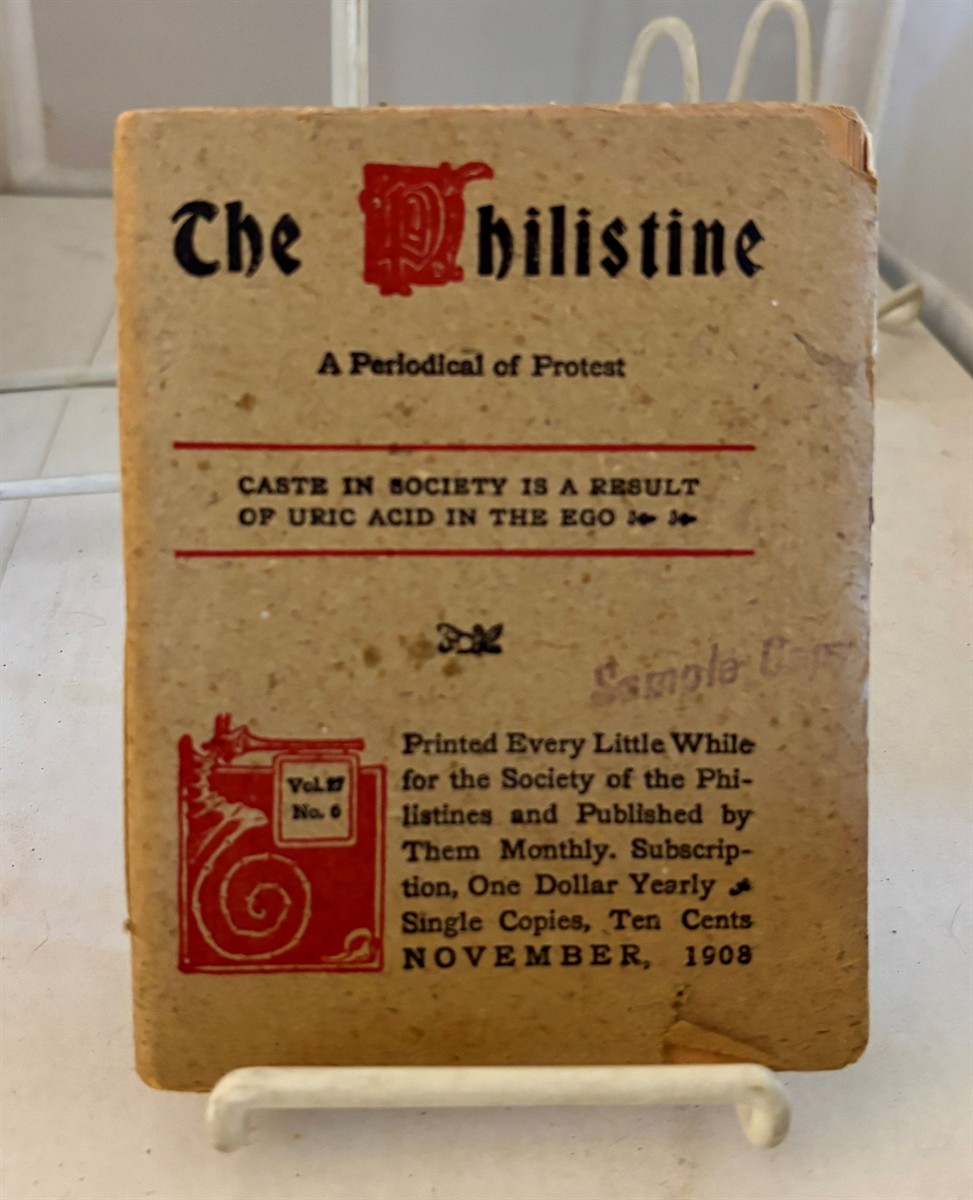 The Philistine
A Periodical of Protest
CASTE IN SOCIETY IS A RESULT
OF URIC ACID IN THE EGO
Sample Copy
Vol. 27
No. 6
Printed Every Little While
for the Society of the Phi-
listines and Published by
Them Monthly. Subscrip-
tion, One Dollar Yearly
Single Copies, Ten Cents
NOVEMBER, 1908